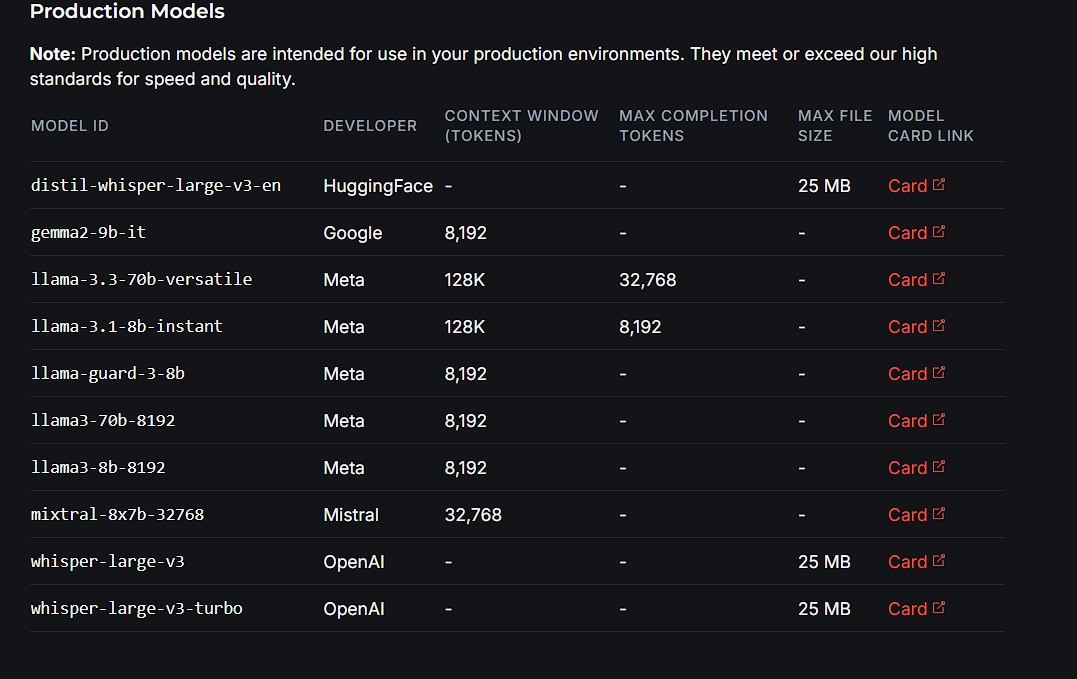 Production Models
Note: Production models are intended for use in your production environments. They meet or exceed our high
standards for speed and quality.
MODEL ID DEVELOPER CONTEXT WINDOW (TOKENS) MAX COMPLETION TOKENS MAX FILE SIZE MODEL CARD LINK
distil-whisper-large-v3-en HuggingFace - - 25 MB Card
gemma2-9b-it Google 8,192 - - Card
llama-3.3-70b-versatile Meta 128K 32,768 - Card
llama-3.1-8b-instant Meta 128K 8,192 - Card
llama-guard-3-8b Meta 8,192 - - Card
llama3-70b-8192 Meta 8,192 - - Card
llama3-8b-8192 Meta 8,192 - - Card
mixtral-8x7b-32768 Mistral 32,768 - - Card
whisper-large-v3 OpenAI - - 25 MB Card
whisper-large-v3-turbo OpenAI - - 25 MB Card